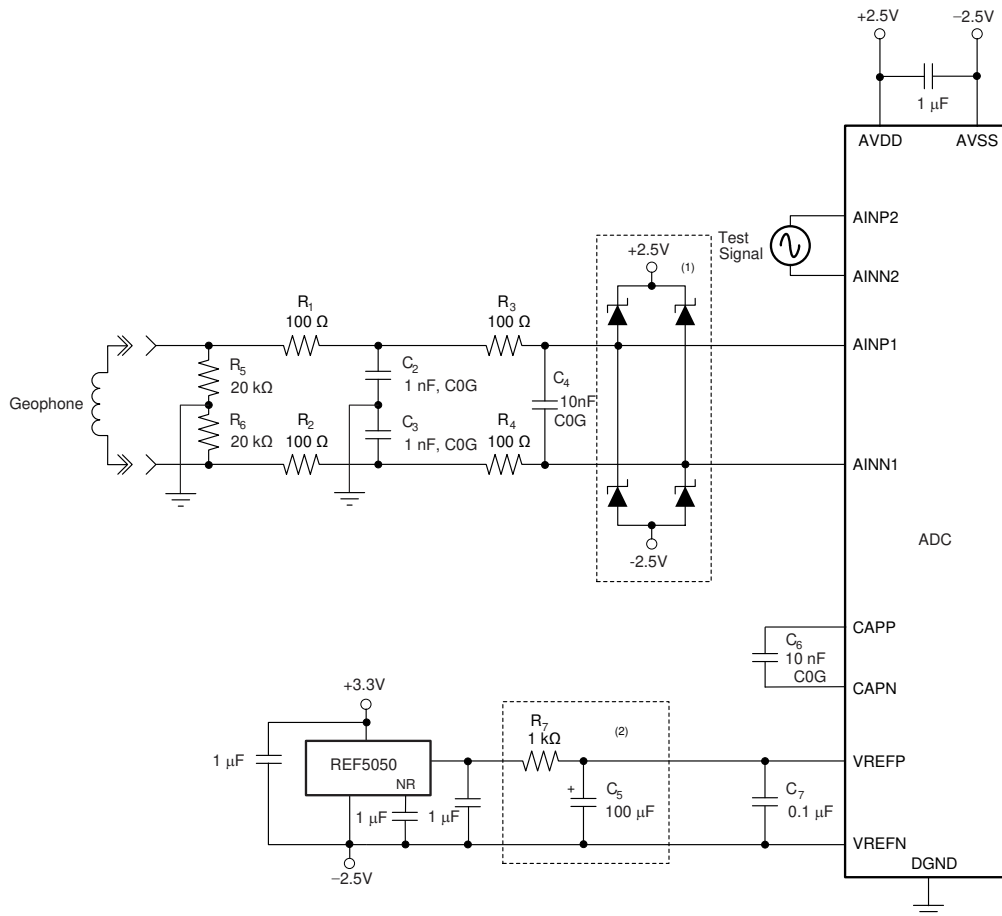 +2.5V
−2.5V
1 μF
AVDD
AVSS
AINP2
Test
Signal
AINN2
+2.5V
(1)
R1
100 Ω
R3
100 Ω
AINP1
R5
20 kΩ
C2
1 nF, C0G
C4
10nF
C0G
Geophone
R6
20 kΩ
R2
100 Ω
C3
1 nF, C0G
R4
100 Ω
AINN1
-2.5V
ADC
CAPP
C6
10 nF
C0G
CAPN
+3.3V
R7
1 kΩ
(2)
1 μF
REF5050
NR
VREFP
1 μF
1 μF
+
C5
100 μF
C7
0.1 μF
VREFN
−2.5V
DGND